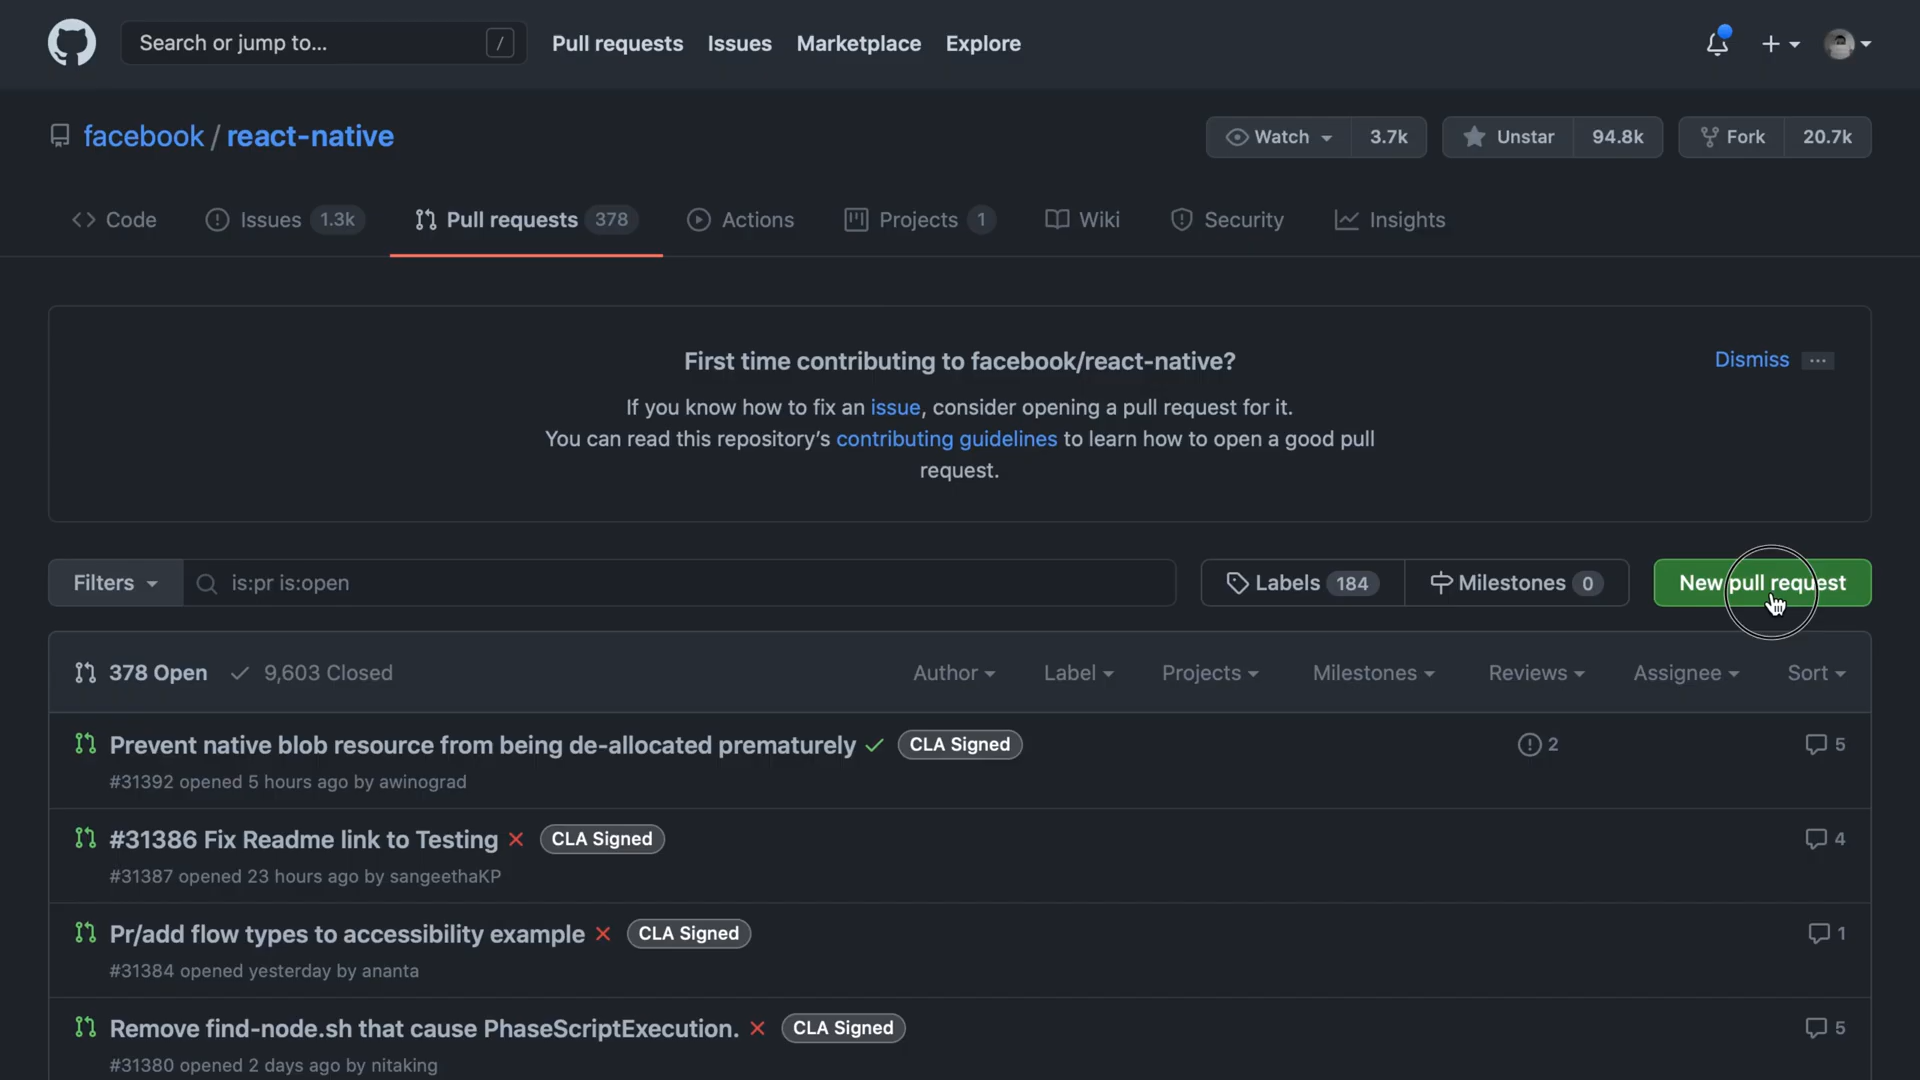 Search or jump to... /
Pull requests Issues Marketplace Explore
facebook / react-native
Watch 3.7k Unstar 94.8k Fork 20.7k
Code Issues 1.3k Pull requests 378 Actions Projects 1 Wiki Security Insights
First time contributing to facebook/react-native?
Dismiss ...
If you know how to fix an issue, consider opening a pull request for it.
You can read this repository's contributing guidelines to learn how to open a good pull
request.
Filters is:pr is:open Labels 184 Milestones 0 New pull request
378 Open 9,603 Closed Author Label Projects Milestones Reviews Assignee Sort
Prevent native blob resource from being de-allocated prematurely CLA Signed 2 5
#31392 opened 5 hours ago by awinograd
#31386 Fix Readme link to Testing CLA Signed 4
#31387 opened 23 hours ago by sangeethaKP
Pr/add flow types to accessibility example CLA Signed 1
#31384 opened yesterday by ananta
Remove find-node.sh that cause PhaseScriptExecution. CLA Signed 5
#31380 opened 2 days ago by nitaking